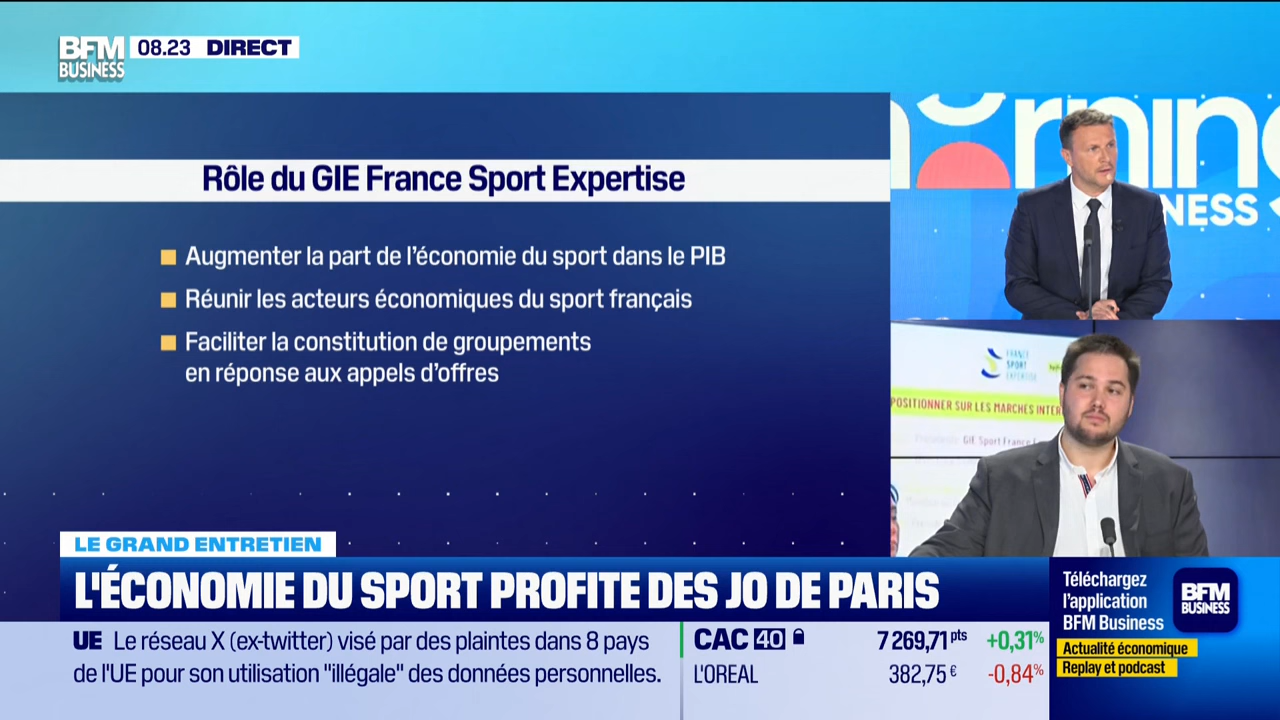 BFM
BUSINESS
08.23 DIRECT
Rôle du GIE France Sport Expertise
Augmenter la part de l'économie du sport dans le PIB
Réunir les acteurs économiques du sport français
Faciliter la constitution de groupements
en réponse aux appels d'offres
FRANCE
SPORT
EXPERTISE
POSITIONNER SUR LES MARCHÉS INTER
GIE Sport France
LE GRAND ENTRETIEN
L'ÉCONOMIE DU SPORT PROFITE DES JO DE PARIS
UE Le réseau X (ex-twitter) visé par des plaintes dans 8 pays
de l'UE pour son utilisation "illégale" des données personnelles.
CAC 40 7 269,71 pts +0,31%
L'OREAL 382,75 € -0,84%
Téléchargez
l'application
BFM Business
BFM
BUSINESS
Actualité économique
Replay et podcast